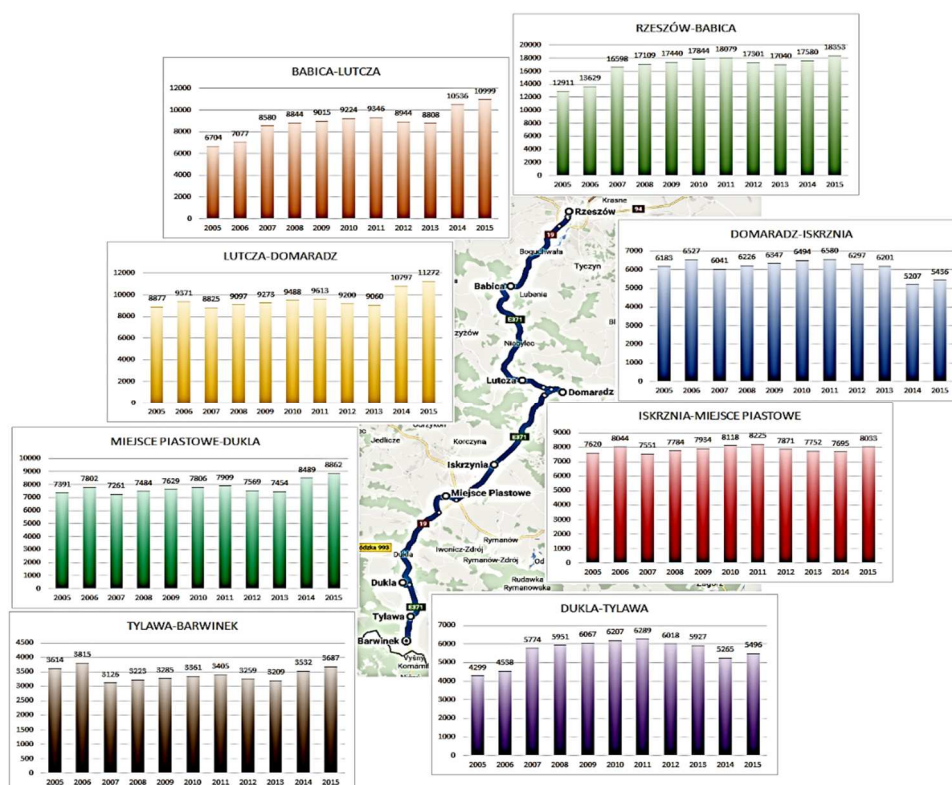 RZESZÓW-BABICA
20000
18000
16000
14000
12000
10000
8000
6000
4000
2000
0
12911 13629 16598 17109 17440 17844 18079 17301 17040 17580 18353
2005 2006 2007 2008 2009 2010 2011 2012 2013 2014 2015
BABICA-LUTCZA
12000
10000
8000
6000
4000
2000
0
6704 7077 8580 8844 9015 9224 9346 8944 8808 10536 10999
2005 2006 2007 2008 2009 2010 2011 2012 2013 2014 2015
LUTCZA-DOMARADZ
12000
10000
8000
6000
4000
2000
0
8877 9371 8825 9097 9273 9488 9613 9200 9060 10797 11272
2005 2006 2007 2008 2009 2010 2011 2012 2013 2014 2015
DOMARADZ-ISKRZNIA
7000
6000
5000
4000
3000
2000
1000
0
6183 6527 6041 6226 6347 6494 6580 6297 6201 5207 5436
2005 2006 2007 2008 2009 2010 2011 2012 2013 2014 2015
MIEJSCE PIASTOWE-DUKLA
10000
9000
8000
7000
6000
5000
4000
3000
2000
1000
0
7391 7802 7261 7484 7629 7806 7909 7569 7454 8489 8862
2005 2006 2007 2008 2009 2010 2011 2012 2013 2014 2015
ISKRZNIA-MIEJSCE PIASTOWE
9000
8000
7000
6000
5000
4000
3000
2000
1000
0
7620 8044 7551 7784 7934 8118 8225 7871 7752 7695 8033
2005 2006 2007 2008 2009 2010 2011 2012 2013 2014 2015
TYLAWA-BARWINEK
4500
4000
3500
3000
2500
2000
1500
1000
500
0
3614 3815 3126 3223 3285 3361 3405 3259 3209 3532 3687
2005 2006 2007 2008 2009 2010 2011 2012 2013 2014 2015
DUKLA-TYLAWA
7000
6000
5000
4000
3000
2000
1000
0
4299 4538 5774 5951 6067 6207 6289 6018 5927 5265 5496
2005 2006 2007 2008 2009 2010 2011 2012 2013 2014 2015
Krasne
Rzeszów
94
19
Boguchwała
Tyczyn
Babica
Lubenia
E371
Niebylec
Lutcza
Domaradz
E371
Jedlicze
Korczyna
Iskrzynia
Miejsce Piastowe
19
Rymanów
Iwonicz-Zdrój
Rymanów-Zdrój
Dukla
Dukla
Rudawka
Rymanowska
E371
Tylawa
Barwinek
Vyšný